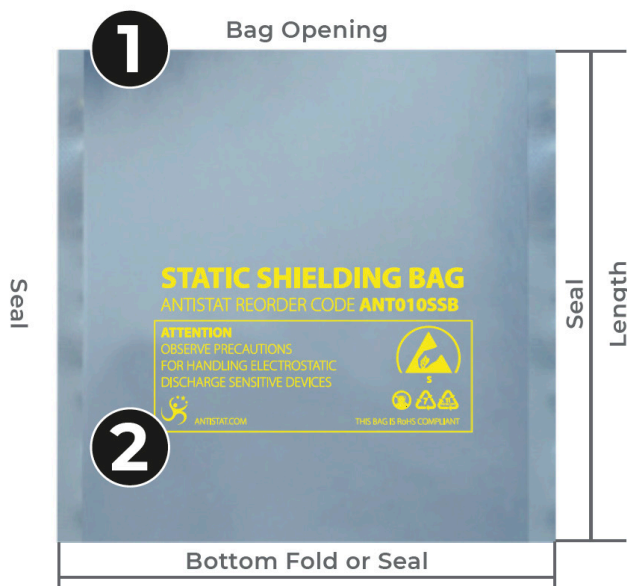 1
Bag Opening
Seal
STATIC SHIELDING BAG
ANTISTAT REORDER CODE ANT010SSB
ATTENTION
OBSERVE PRECAUTIONS
FOR HANDLING ELECTROSTATIC
DISCHARGE SENSITIVE DEVICES
S
ANTISTAT.COM
THIS BAG IS RoHS COMPLIANT
2
Seal
Length
Bottom Fold or Seal